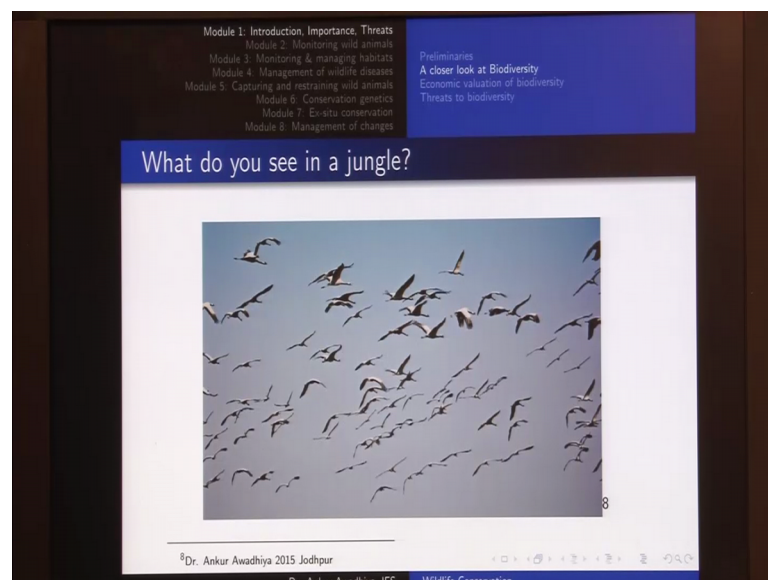 Module 1: Introduction, Importance, Threats
Module 2: Monitoring wild animals
Module 3: Monitoring & managing habitats
Module 4: Management of wildlife diseases
Module 5: Capturing and restraining wild animals
Module 6: Conservation genetics
Module 7: Ex-situ conservation
Module 8: Management of changes
Preliminaries
A closer look at Biodiversity
Economic valuation of biodiversity
Threats to biodiversity
What do you see in a jungle?
8
8Dr. Ankur Awadhiya 2015 Jodhpur